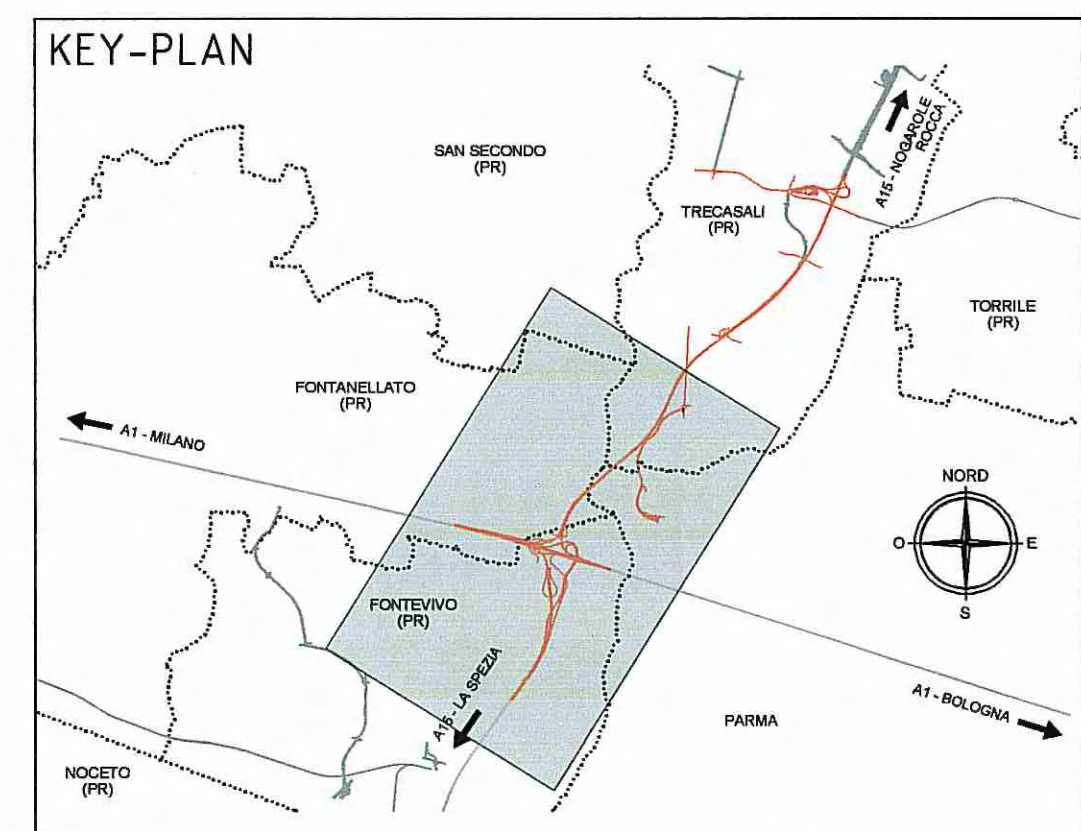 KEY-PLAN
SAN SECONDO
(PR)
A15 - NOGAROLE
ROCCA
TRECASALI
(PR)
TORRILE
(PR)
FONTANELLATO
(PR)
A1 - MILANO
NORD
O
E
S
FONTEVIVO
(PR)
A15 - LA SPEZIA
A1 - BOLOGNA
PARMA
NOCETO
(PR)